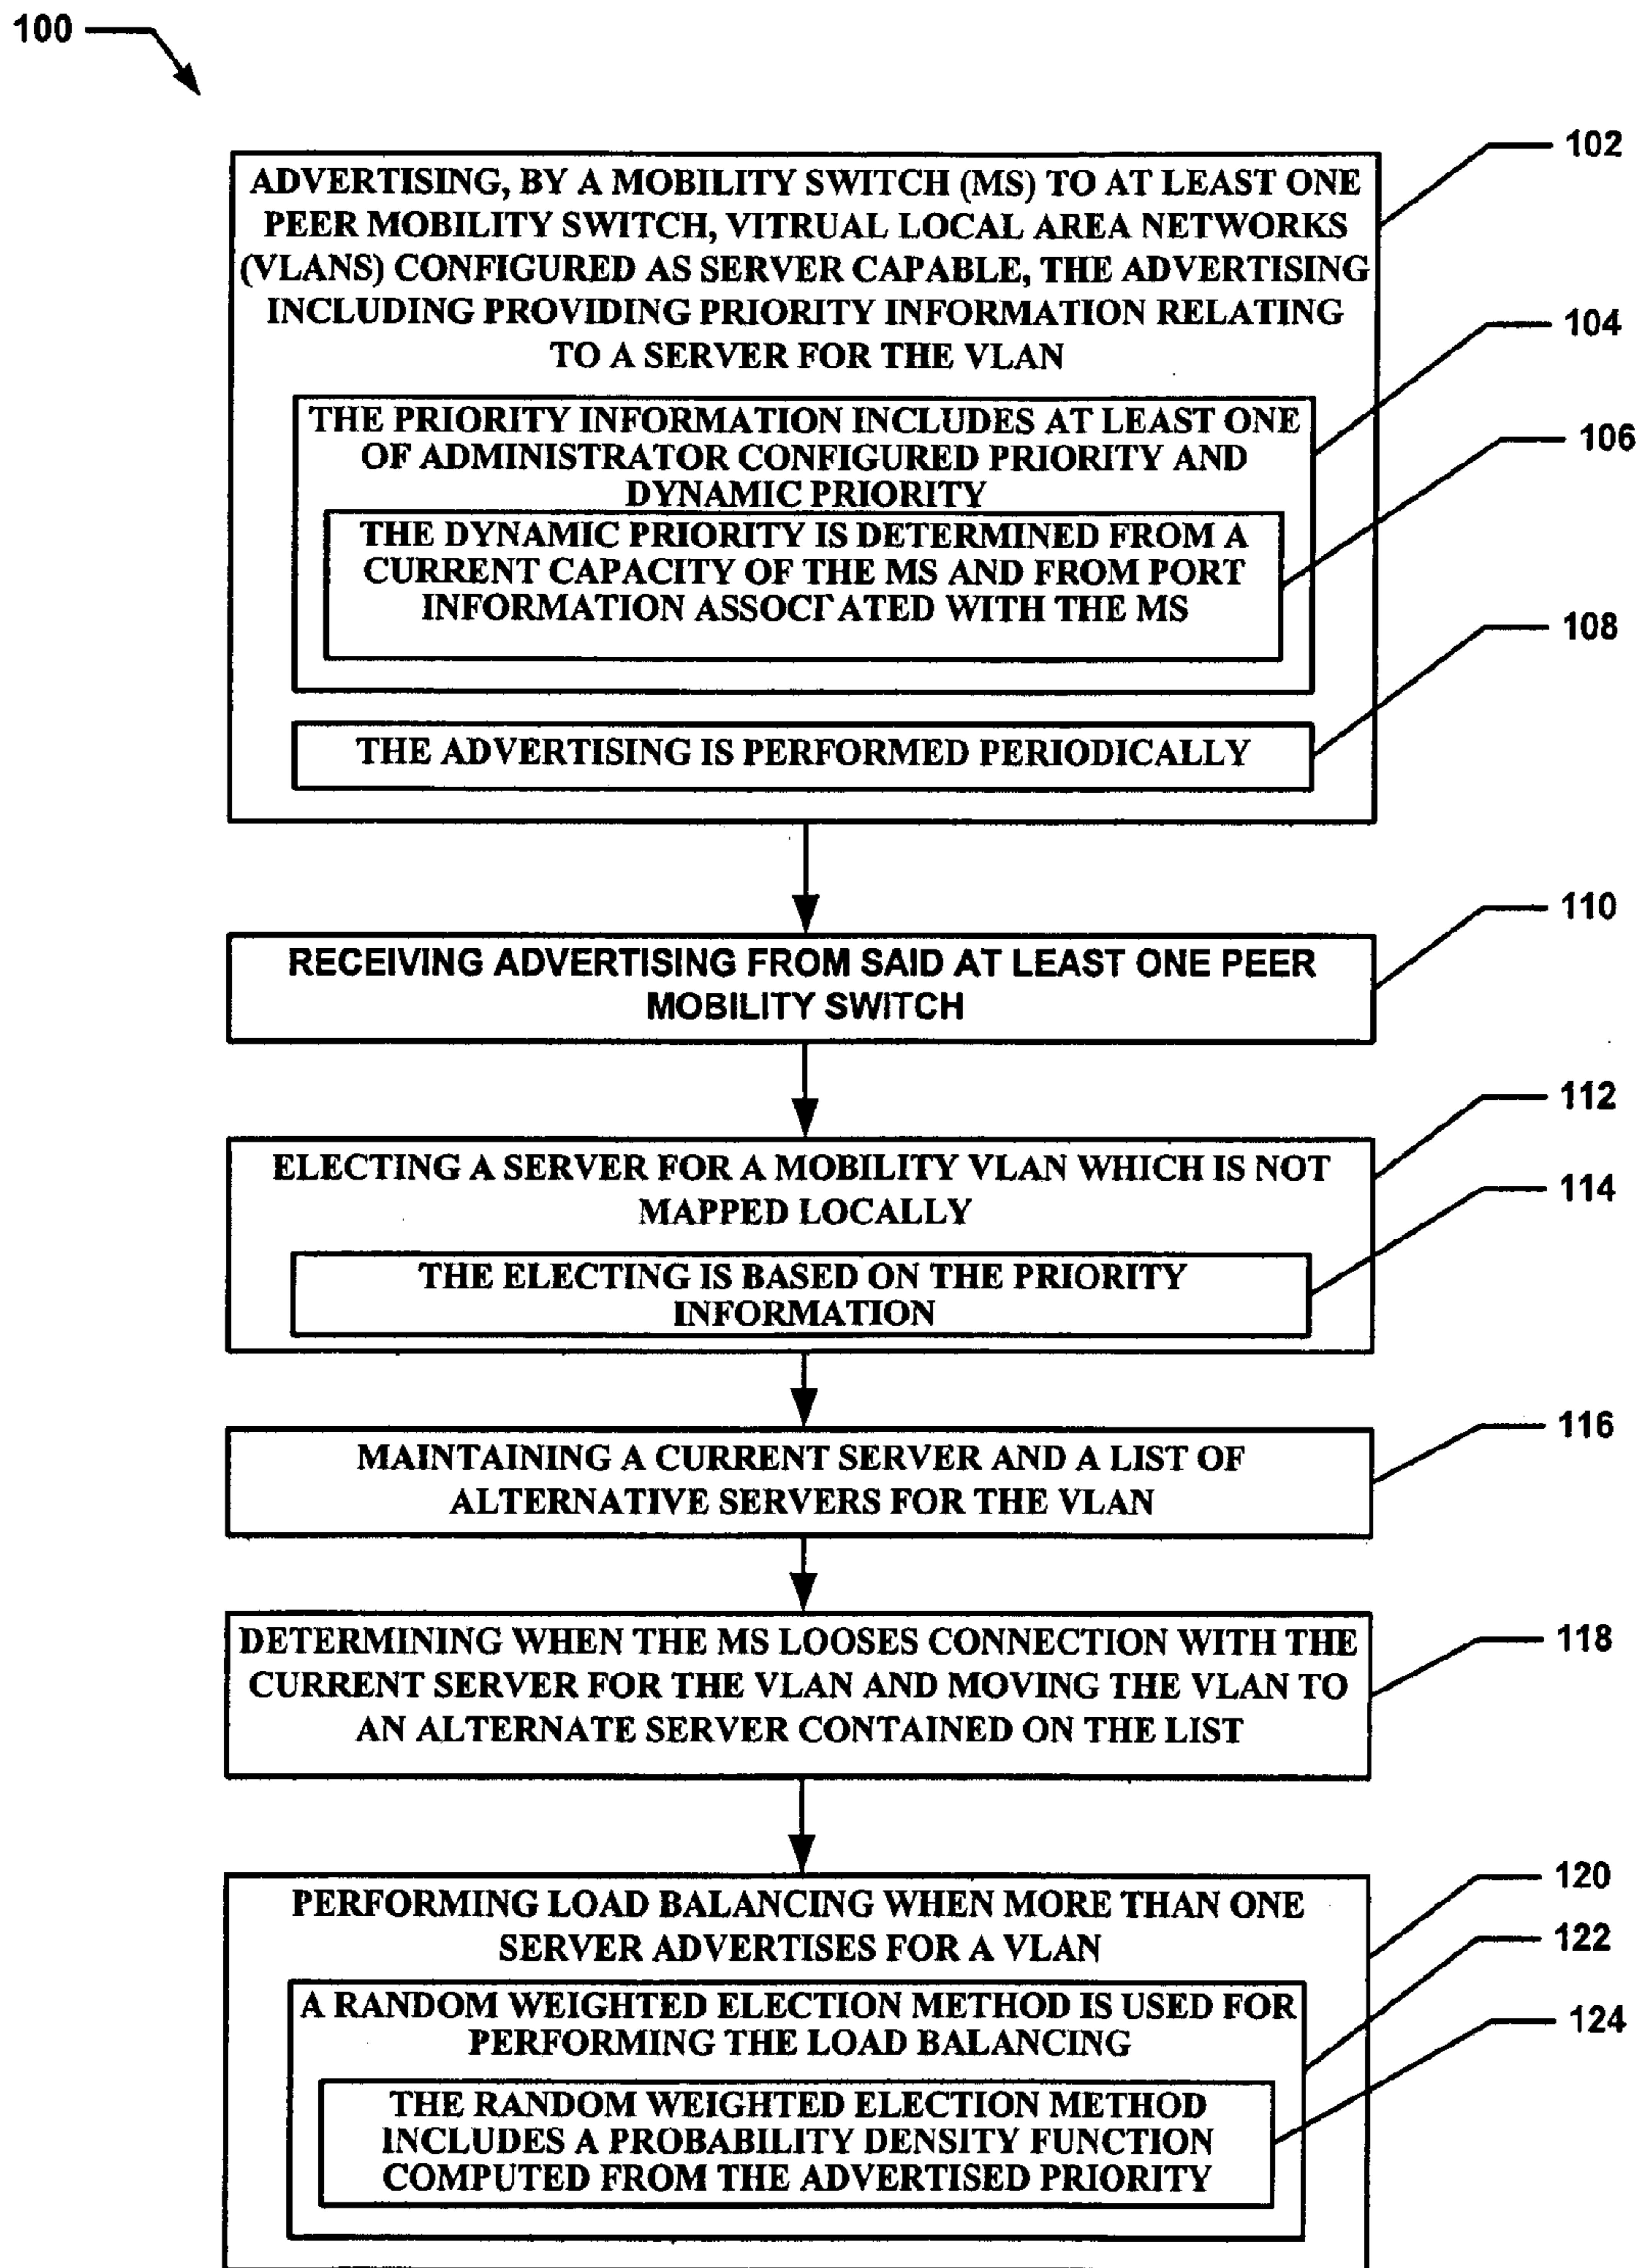 100
102
ADVERTISING, BY A MOBILITY SWITCH (MS) TO AT LEAST ONE
PEER MOBILITY SWITCH, VITRUAL LOCAL AREA NETWORKS
(VLANS) CONFIGURED AS SERVER CAPABLE, THE ADVERTISING
INCLUDING PROVIDING PRIORITY INFORMATION RELATING
TO A SERVER FOR THE VLAN
104
THE PRIORITY INFORMATION INCLUDES AT LEAST ONE
OF ADMINISTRATOR CONFIGURED PRIORITY AND
DYNAMIC PRIORITY
106
THE DYNAMIC PRIORITY IS DETERMINED FROM A
CURRENT CAPACITY OF THE MS AND FROM PORT
INFORMATION ASSOCIATED WITH THE MS
108
THE ADVERTISING IS PERFORMED PERIODICALLY
110
RECEIVING ADVERTISING FROM SAID AT LEAST ONE PEER
MOBILITY SWITCH
112
ELECTING A SERVER FOR A MOBILITY VLAN WHICH IS NOT
MAPPED LOCALLY
114
THE ELECTING IS BASED ON THE PRIORITY
INFORMATION
116
MAINTAINING A CURRENT SERVER AND A LIST OF
ALTERNATIVE SERVERS FOR THE VLAN
118
DETERMINING WHEN THE MS LOOSES CONNECTION WITH THE
CURRENT SERVER FOR THE VLAN AND MOVING THE VLAN TO
AN ALTERNATE SERVER CONTAINED ON THE LIST
120
PERFORMING LOAD BALANCING WHEN MORE THAN ONE
SERVER ADVERTISES FOR A VLAN
122
A RANDOM WEIGHTED ELECTION METHOD IS USED FOR
PERFORMING THE LOAD BALANCING
124
THE RANDOM WEIGHTED ELECTION METHOD
INCLUDES A PROBABILITY DENSITY FUNCTION
COMPUTED FROM THE ADVERTISED PRIORITY